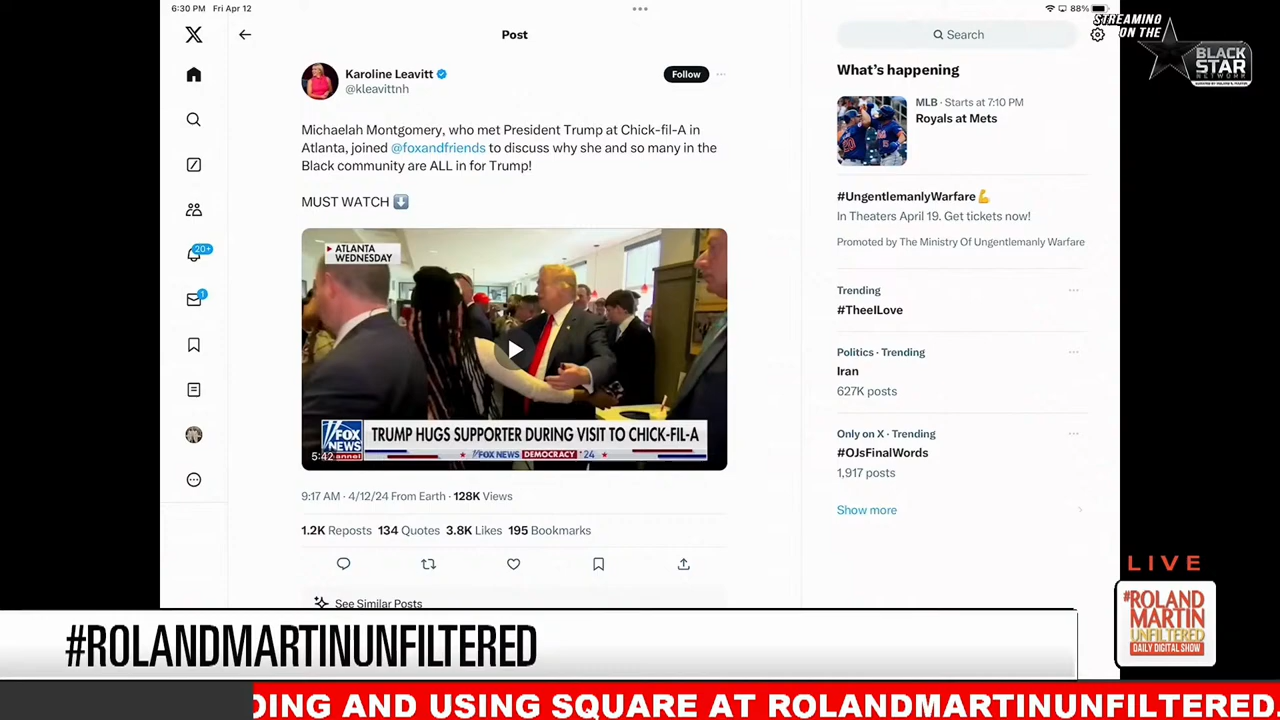 6:30 PM Fri Apr 12
88%
STREAMING
ON THE
BLACK
STAR
NETWORK
Post
Search
Karoline Leavitt
@kleavittnh
Follow
Michaelah Montgomery, who met President Trump at Chick-fil-A in
Atlanta, joined @foxandfriends to discuss why she and so many in the
Black community are ALL in for Trump!
MUST WATCH
ATLANTA
WEDNESDAY
FOX
NEWS
channel
TRUMP HUGS SUPPORTER DURING VISIT TO CHICK-FIL-A
FOX NEWS DEMOCRACY '24
5:42
9:17 AM · 4/12/24 From Earth · 128K Views
1.2K Reposts 134 Quotes 3.8K Likes 195 Bookmarks
See Similar Posts
20+
1
What's happening
MLB · Starts at 7:10 PM
Royals at Mets
#UngentlemanlyWarfare
In Theaters April 19. Get tickets now!
Promoted by The Ministry Of Ungentlemanly Warfare
Trending
#TheelLove
Politics · Trending
Iran
627K posts
Only on X · Trending
#OJsFinalWords
1,917 posts
Show more
LIVE
#ROLAND
MARTIN
UNFILTERED
DAILY DIGITAL SHOW
#ROLANDMARTINUNFILTERED
DING AND USING SQUARE AT ROLANDMARTINUNFILTERED.